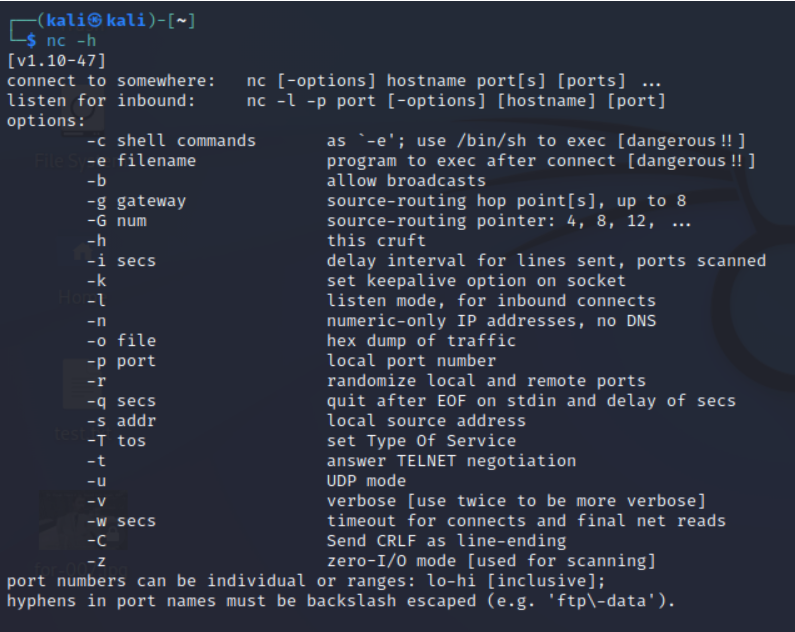 ┌──(kali㉿kali)-[~]
└─$ nc -h
[v1.10-47]
connect to somewhere:   nc [-options] hostname port[s] [ports] ...
listen for inbound:     nc -l -p port [-options] [hostname] [port]
options:
        -c shell commands       as `-e'; use /bin/sh to exec [dangerous!!]
        -e filename             program to exec after connect [dangerous!!]
        -b                      allow broadcasts
        -g gateway              source-routing hop point[s], up to 8
        -G num                  source-routing pointer: 4, 8, 12, ...
        -h                      this cruft
        -i secs                 delay interval for lines sent, ports scanned
        -k                      set keepalive option on socket
        -l                      listen mode, for inbound connects
        -n                      numeric-only IP addresses, no DNS
        -o file                 hex dump of traffic
        -p port                 local port number
        -r                      randomize local and remote ports
        -q secs                 quit after EOF on stdin and delay of secs
        -s addr                 local source address
        -T tos                  set Type Of Service
        -t                      answer TELNET negotiation
        -u                      UDP mode
        -v                      verbose [use twice to be more verbose]
        -w secs                 timeout for connects and final net reads
        -C                      Send CRLF as line-ending
        -z                      zero-I/O mode [used for scanning]
port numbers can be individual or ranges: lo-hi [inclusive];
hyphens in port names must be backslash escaped (e.g. 'ftp\-data').